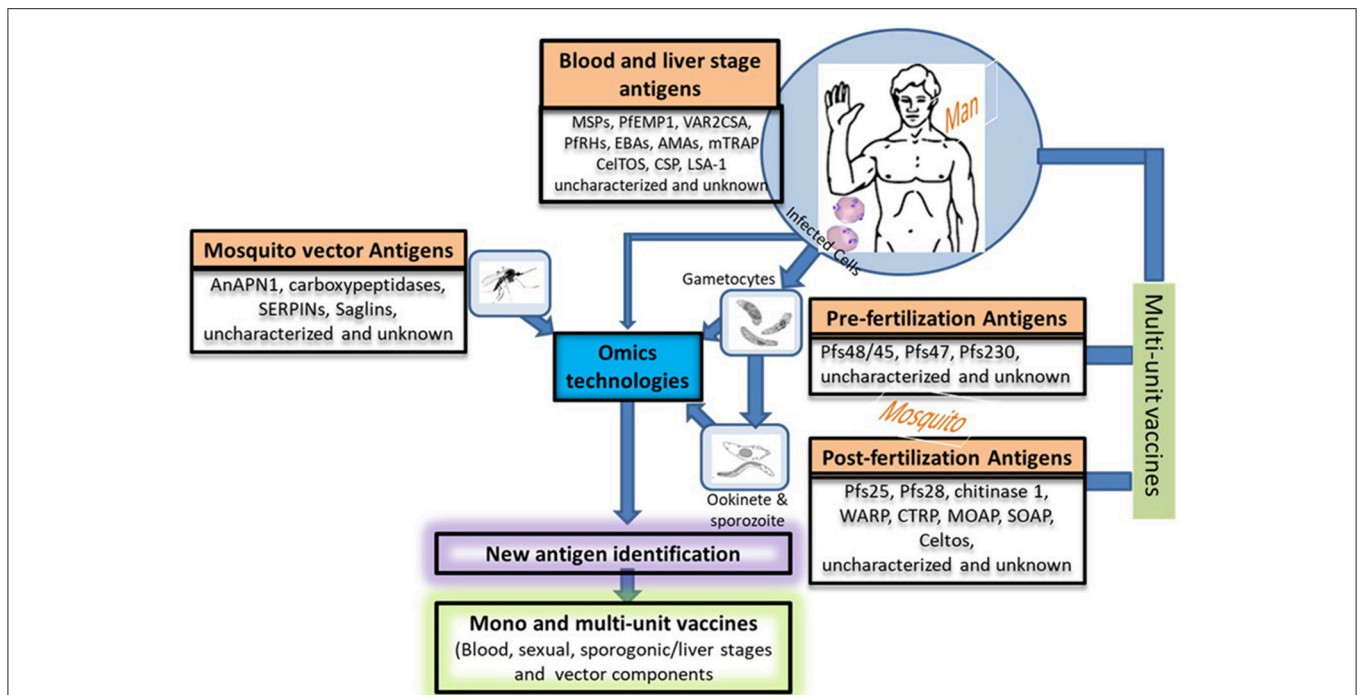 Blood and liver stage
antigens
MSPs, PfEMP1, VAR2CSA,
PfRHs, EBAs, AMAs, mTRAP
CelTOS, CSP, LSA-1
uncharacterized and unknown
Man
Infected Cells
Mosquito vector Antigens
AnAPN1, carboxypeptidases,
SERPINs, Saglins,
uncharacterized and unknown
Gametocytes
Omics
technologies
Pre-fertilization Antigens
Pfs48/45, Pfs47, Pfs230,
uncharacterized and unknown
Mosquito
Multi-unit vaccines
Post-fertilization Antigens
Pfs25, Pfs28, chitinase 1,
WARP, CTRP, MOAP, SOAP,
Celtos,
uncharacterized and unknown
Ookinete &
sporozoite
New antigen identification
Mono and multi-unit vaccines
(Blood, sexual, sporogonic/liver stages
and vector components